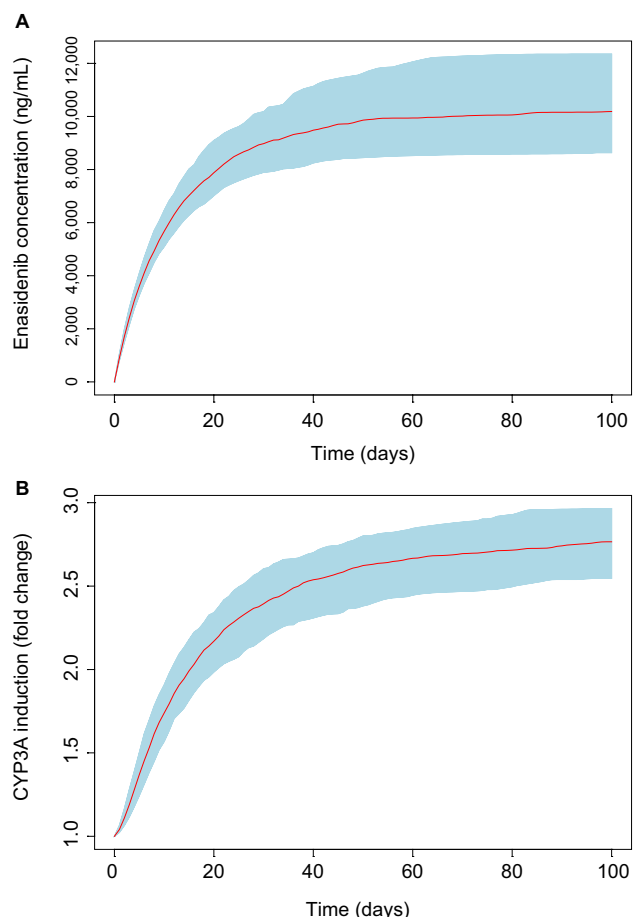 A
Enasidenib concentration (ng/mL)
12,000
10,000
8,000
6,000
4,000
2,000
0
0 20 40 60 80 100
Time (days)
B
CYP3A induction (fold change)
3.0
2.5
2.0
1.5
1.0
0 20 40 60 80 100
Time (days)